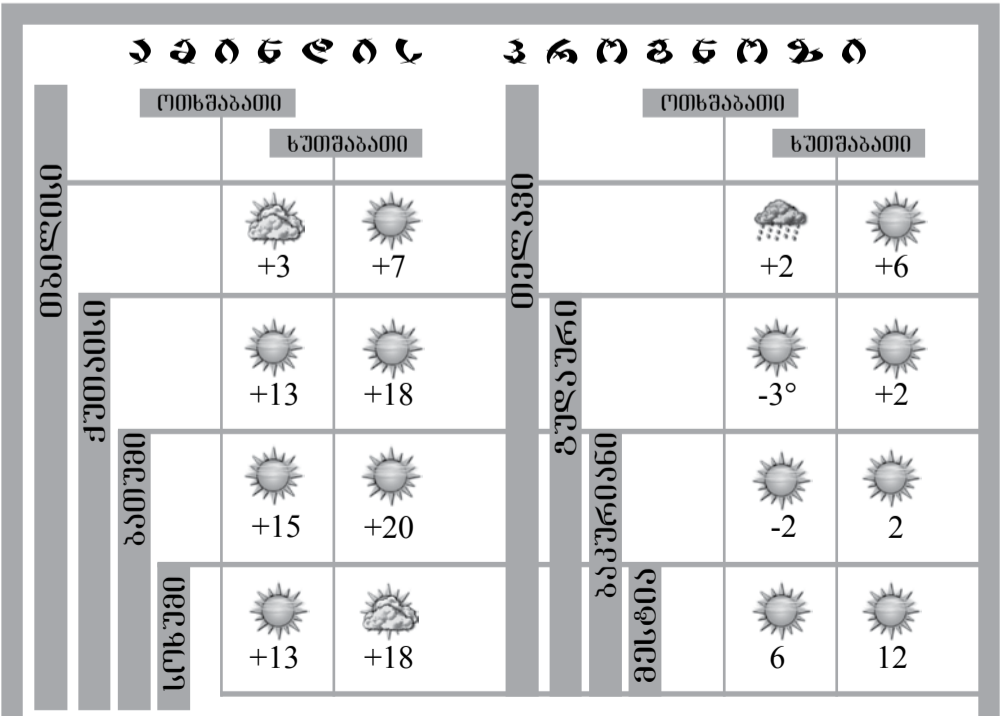 ამინდის პროგნოზი
ოთხშაბათი
ხუთშაბათი
თბილისი
+3 +7
ქუთაისი
+13 +18
ბათუმი
+15 +20
სოხუმი
+13 +18
ოთხშაბათი
ხუთშაბათი
თელავი
+2 +6
გუდაური
-3° +2
ბაკურიანი
-2 2
მესტია
6 12